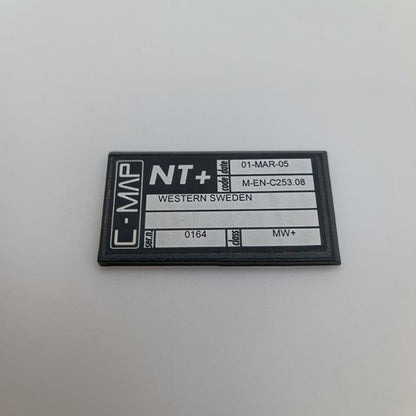 C-MAP
NT+
date 01-MAR-05
code M-EN-C253.08
WESTERN SWEDEN
ser.n. 0164 class MW+